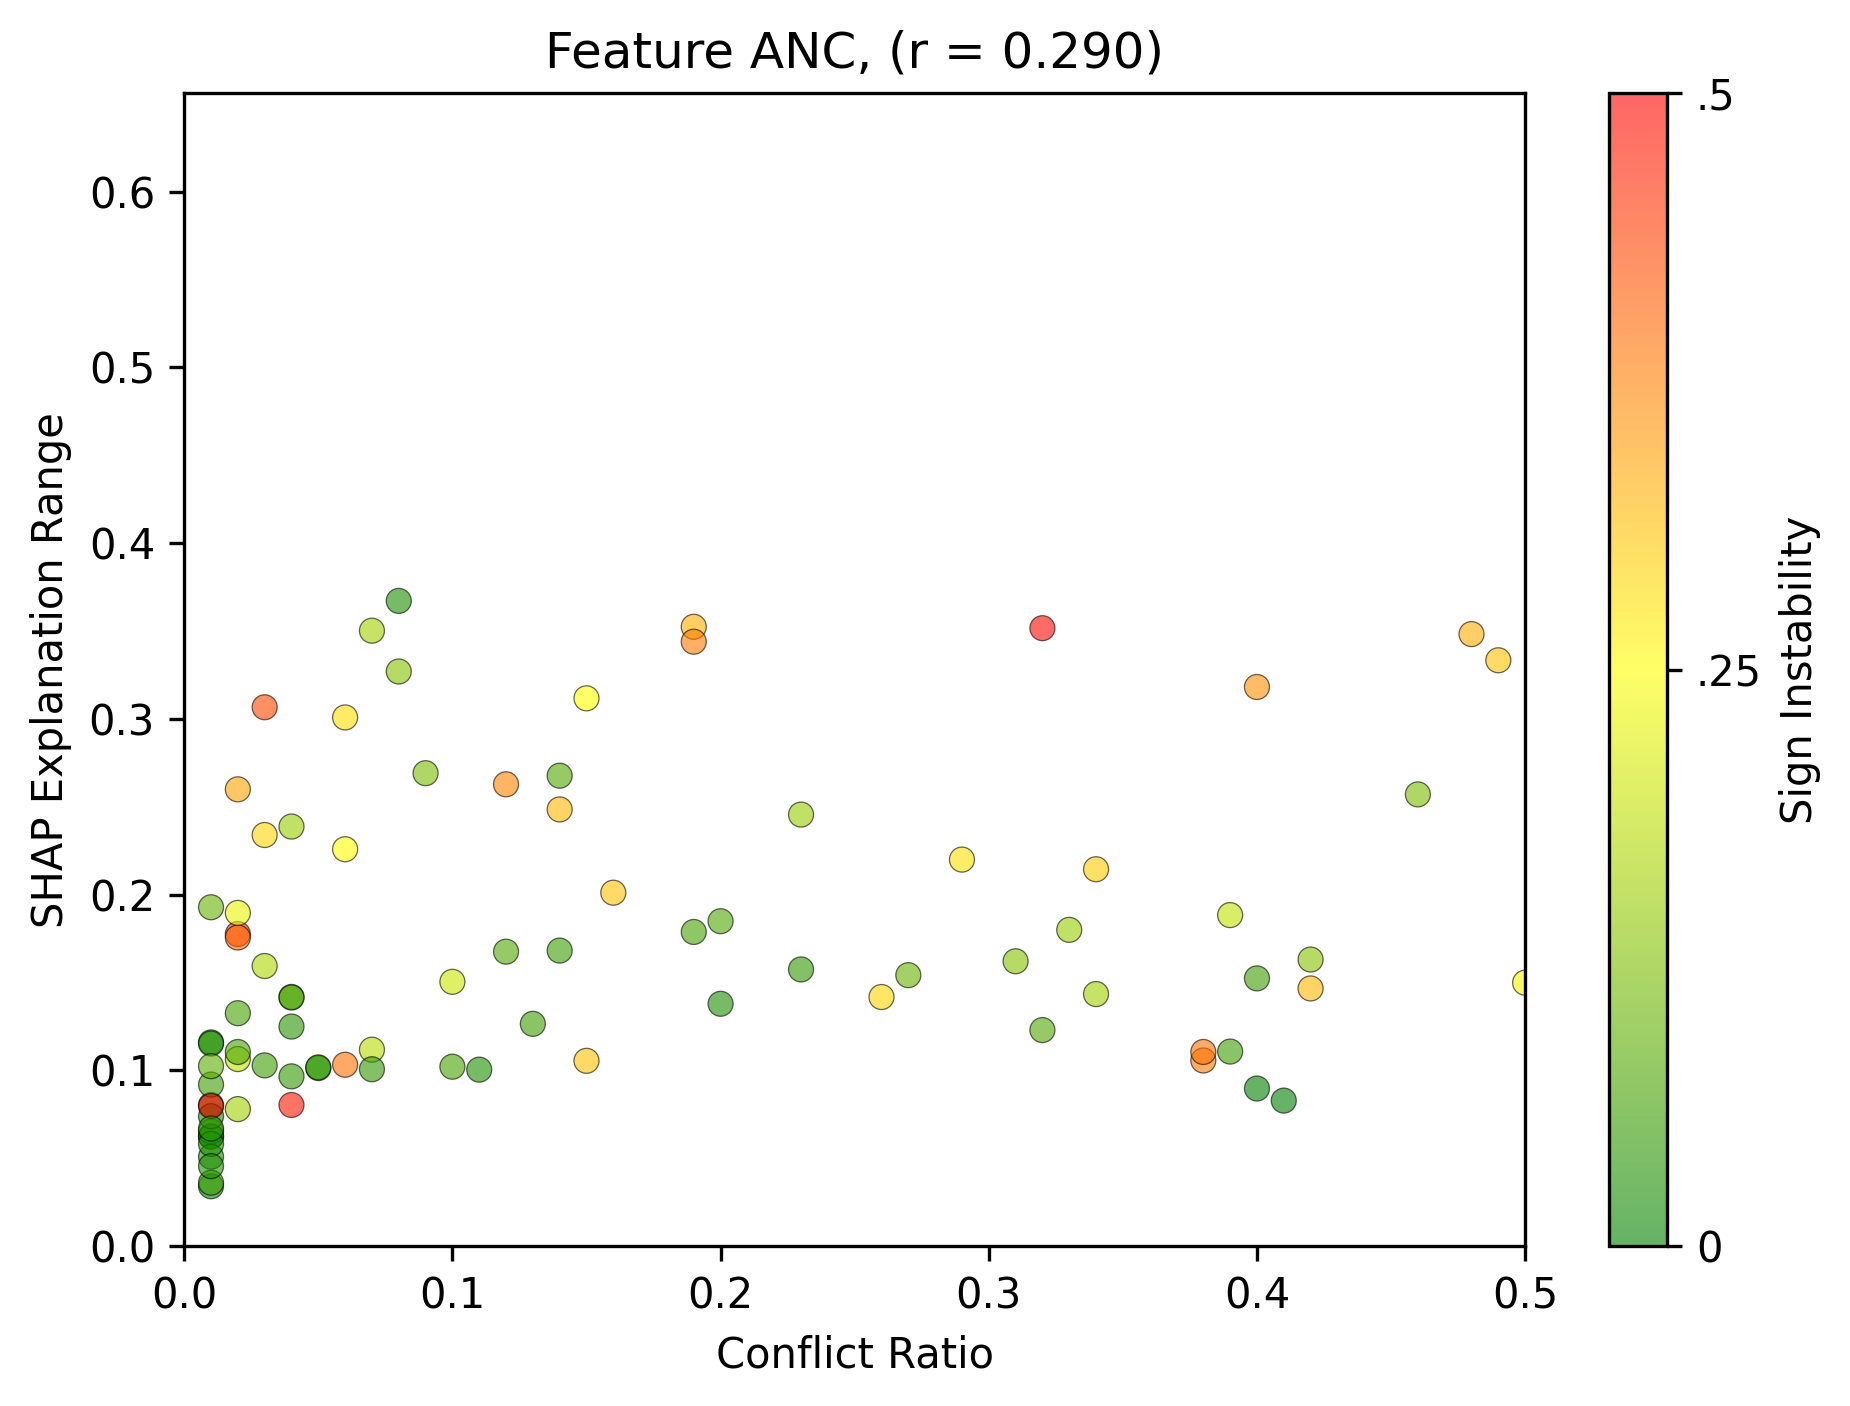 Feature ANC, (r = 0.290)
SHAP Explanation Range
0.6
0.5
0.4
0.3
0.2
0.1
0.0
0.0 0.1 0.2 0.3 0.4 0.5
Conflict Ratio
.5
.25
0
Sign Instability